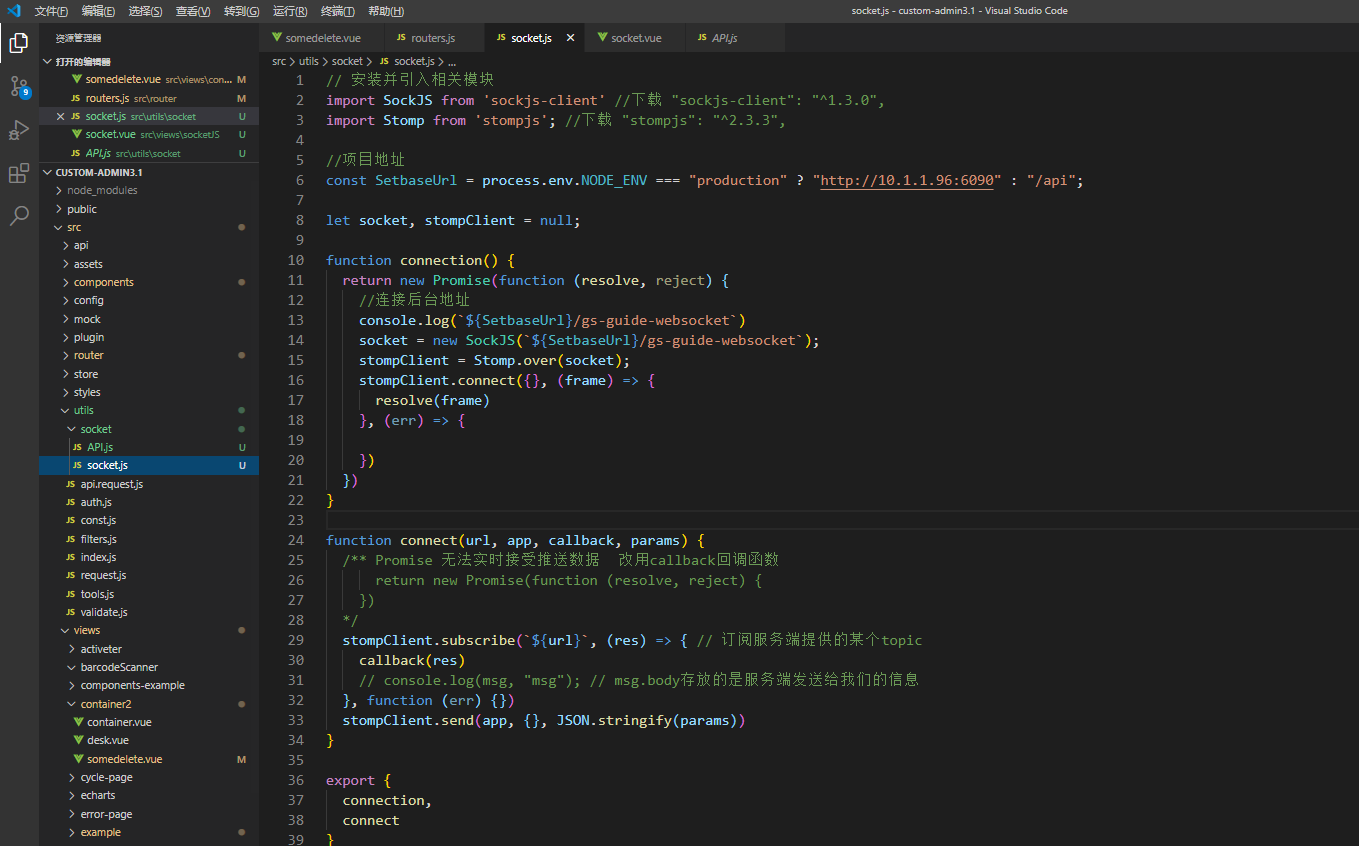 文件(F) 编辑(E) 选择(S) 查看(V) 转到(G) 运行(R) 终端(T) 帮助(H) socket.js - custom-admin3.1 - Visual Studio Code
资源管理器
打开的编辑器
somedelete.vue src\views\con... M
routers.js src\router M
socket.js src\utils\socket U
socket.vue src\views\socketJS U
API.js src\utils\socket U
CUSTOM-ADMIN3.1
node_modules
public
src
api
assets
components
config
mock
plugin
router
store
styles
utils
socket
JS API.js U
JS socket.js U
JS api.request.js
JS auth.js
JS const.js
JS filters.js
JS index.js
JS request.js
JS tools.js
JS validate.js
views
activeter
barcodeScanner
components-example
container2
container.vue
desk.vue
somedelete.vue M
cycle-page
echarts
error-page
example
9
somedelete.vue JS routers.js JS socket.js socket.vue JS API.js
src > utils > socket > JS socket.js > ...
1 // 安装并引入相关模块
2 import SockJS from 'sockjs-client' //下载 "sockjs-client": "^1.3.0",
3 import Stomp from 'stompjs'; //下载 "stompjs": "^2.3.3",
4
5 //项目地址
6 const SetbaseUrl = process.env.NODE_ENV === "production" ? "http://10.1.1.96:6090" : "/api";
7
8 let socket, stompClient = null;
9
10 function connection() {
11 return new Promise(function (resolve, reject) {
12 //连接后台地址
13 console.log(`${SetbaseUrl}/gs-guide-websocket`)
14 socket = new SockJS(`${SetbaseUrl}/gs-guide-websocket`);
15 stompClient = Stomp.over(socket);
16 stompClient.connect({}, (frame) => {
17 resolve(frame)
18 }, (err) => {
19
20 })
21 })
22 }
23
24 function connect(url, app, callback, params) {
25 /** Promise 无法实时接受推送数据  改用callback回调函数
26 return new Promise(function (resolve, reject) {
27 })
28 */
29 stompClient.subscribe(`${url}`, (res) => { // 订阅服务端提供的某个topic
30 callback(res)
31 // console.log(msg, "msg"); // msg.body存放的是服务端发送给我们的信息
32 }, function (err) {})
33 stompClient.send(app, {}, JSON.stringify(params))
34 }
35
36 export {
37 connection,
38 connect
39 }